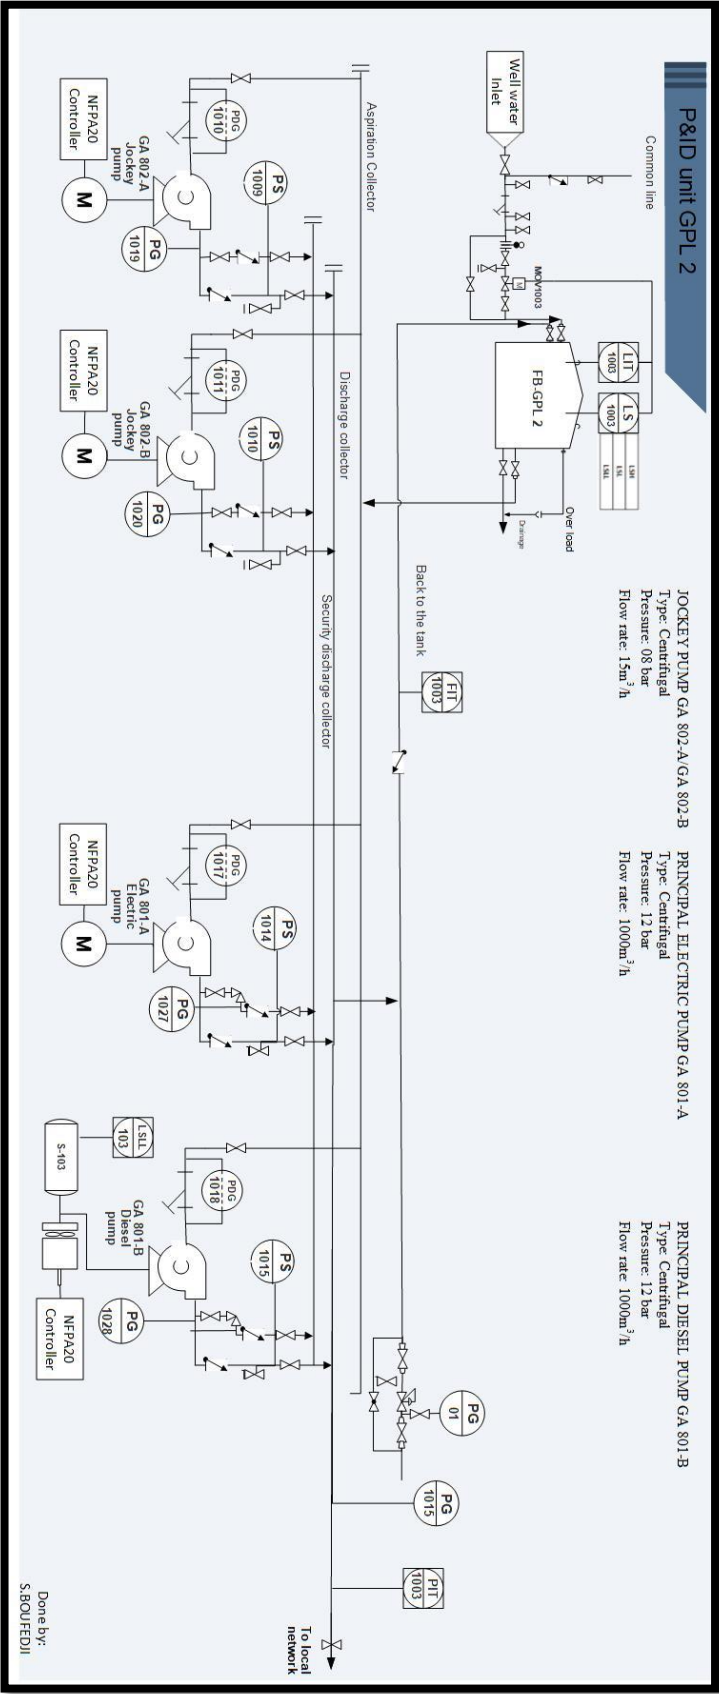 P&ID unit GPL 2
JOCKEY PUMP GA 802-A/GA 802-B
Type: Centrifugal
Pressure: 08 bar
Flow rate: 15m³/h
PRINCIPAL ELECTRIC PUMP GA 801-A
Type: Centrifugal
Pressure: 12 bar
Flow rate: 1000m³/h
PRINCIPAL DIESEL PUMP GA 801-B
Type: Centrifugal
Pressure: 12 bar
Flow rate: 1000m³/h
Common line
Well water
Inlet
MOV1003
M
LIT
1003
LS
1003
LSH
LSL
LSLL
FB-GPL 2
Over load
Drainage
Back to the tank
FIT
1003
PG
01
PG
1015
PIT
1003
Aspiration Collector
Discharge collector
Security discharge collector
To local
network
PDG
1010
PS
1009
PG
1019
C
GA 802-A
Jockey
pump
M
NFPA20
Controller
PDG
1011
PS
1010
PG
1020
C
GA 802-B
Jockey
pump
M
NFPA20
Controller
PDG
1017
PS
1014
PG
1027
C
GA 801-A
Electric
pump
M
NFPA20
Controller
PDG
1018
PS
1015
PG
1028
C
GA 801-B
Diesel
pump
LSLL
103
S-103
NFPA20
Controller
Done by:
S.BOUFEDJI